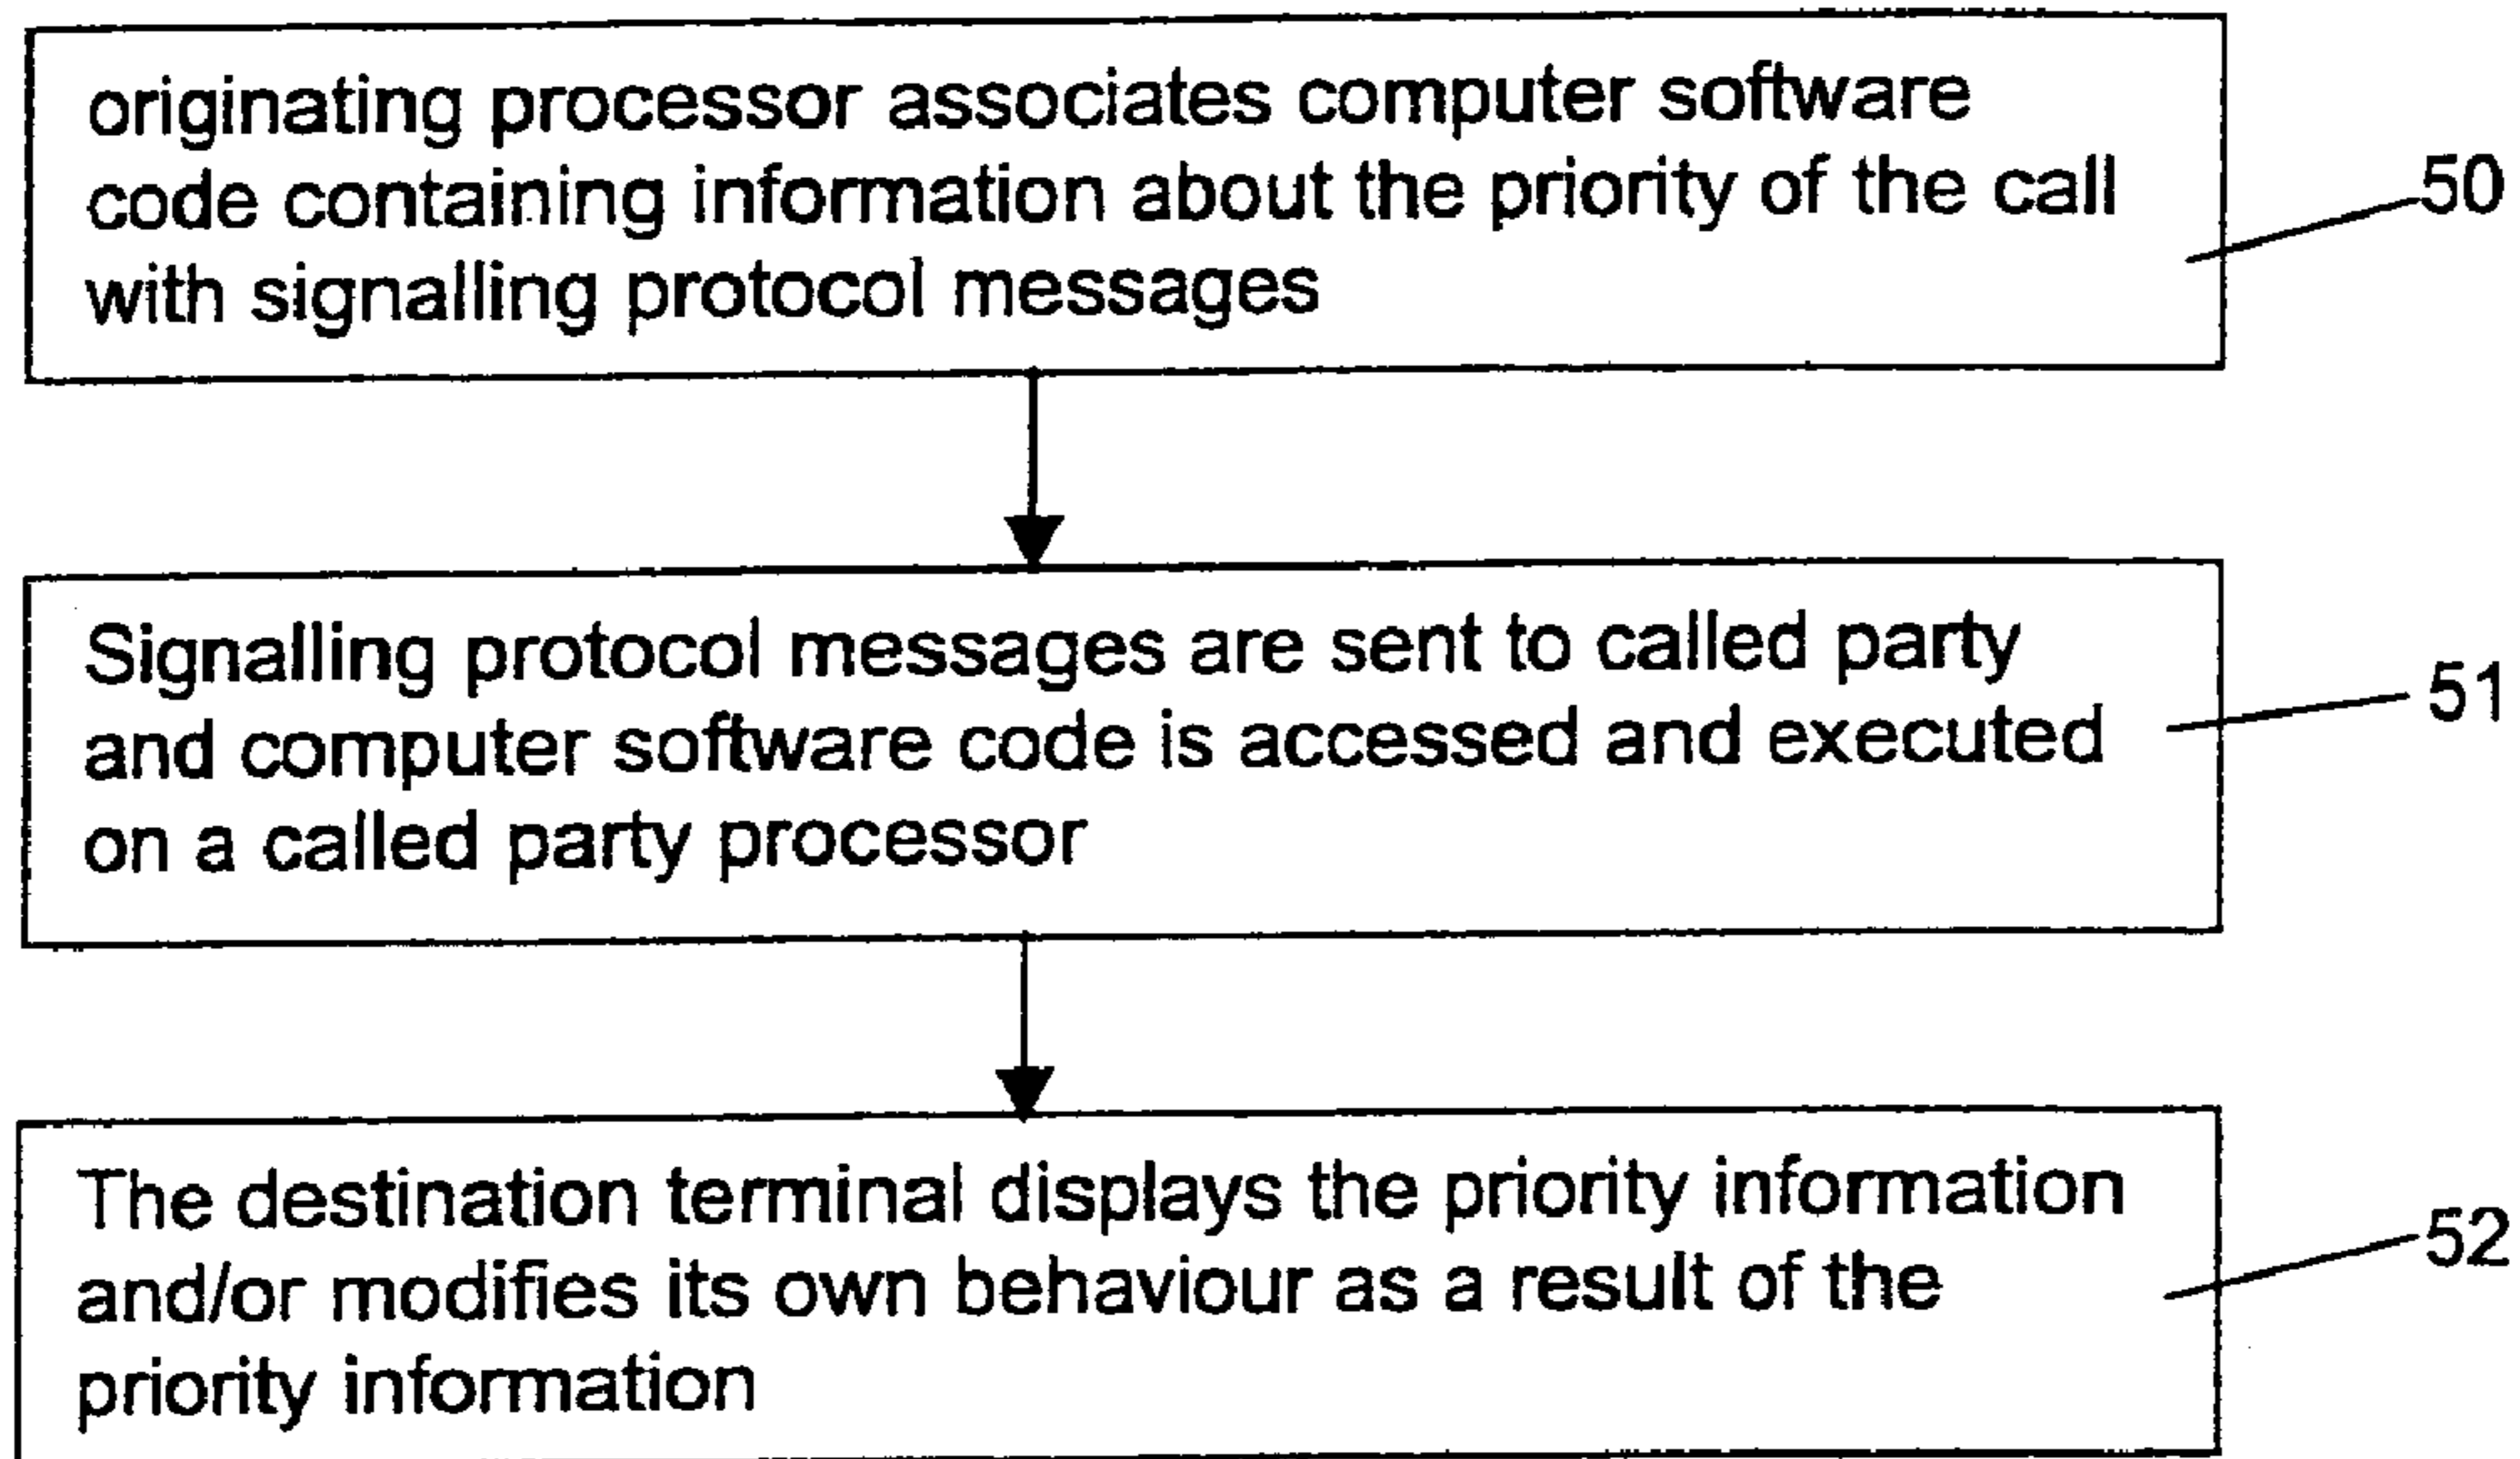 originating processor associates computer software
code containing information about the priority of the call
with signalling protocol messages
50
Signalling protocol messages are sent to called party
and computer software code is accessed and executed
on a called party processor
51
The destination terminal displays the priority information
and/or modifies its own behaviour as a result of the
priority information
52